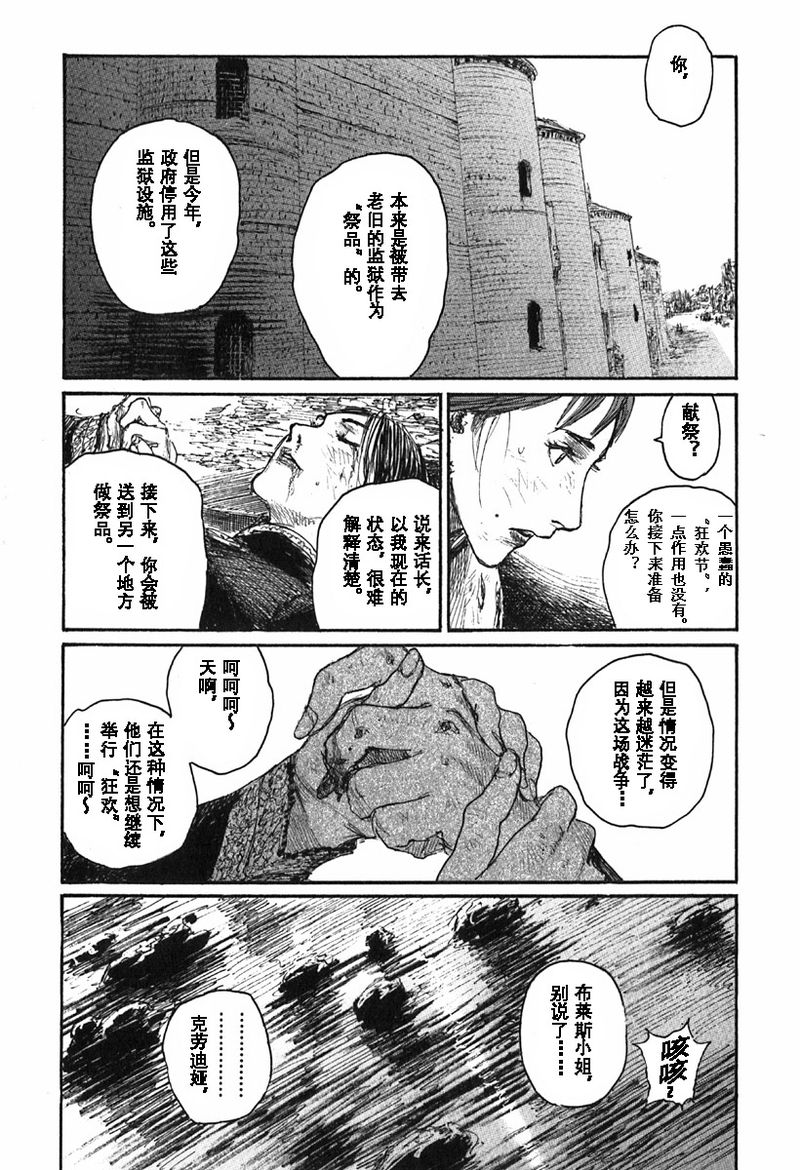 你，
本来是被带去
老旧的监狱作为
“祭品”的。
但是今年，
政府停用了这些
监狱设施。
献祭？
一个愚蠢的
“狂欢节”，
一点作用也没有。
你接下来准备
怎么办？
说来话长，
以我现在的
状态，很难
解释清楚。
接下来，你会被
送到另一个地方
做祭品。
但是情况变得
越来越迷茫了，
因为这场战争……
呵呵呵～
天啊，
在这种情况下，
他们还是想继续
举行“狂欢”
……呵呵～
咳咳～
布莱斯小姐，
别说了……
…………
克劳迪娅，